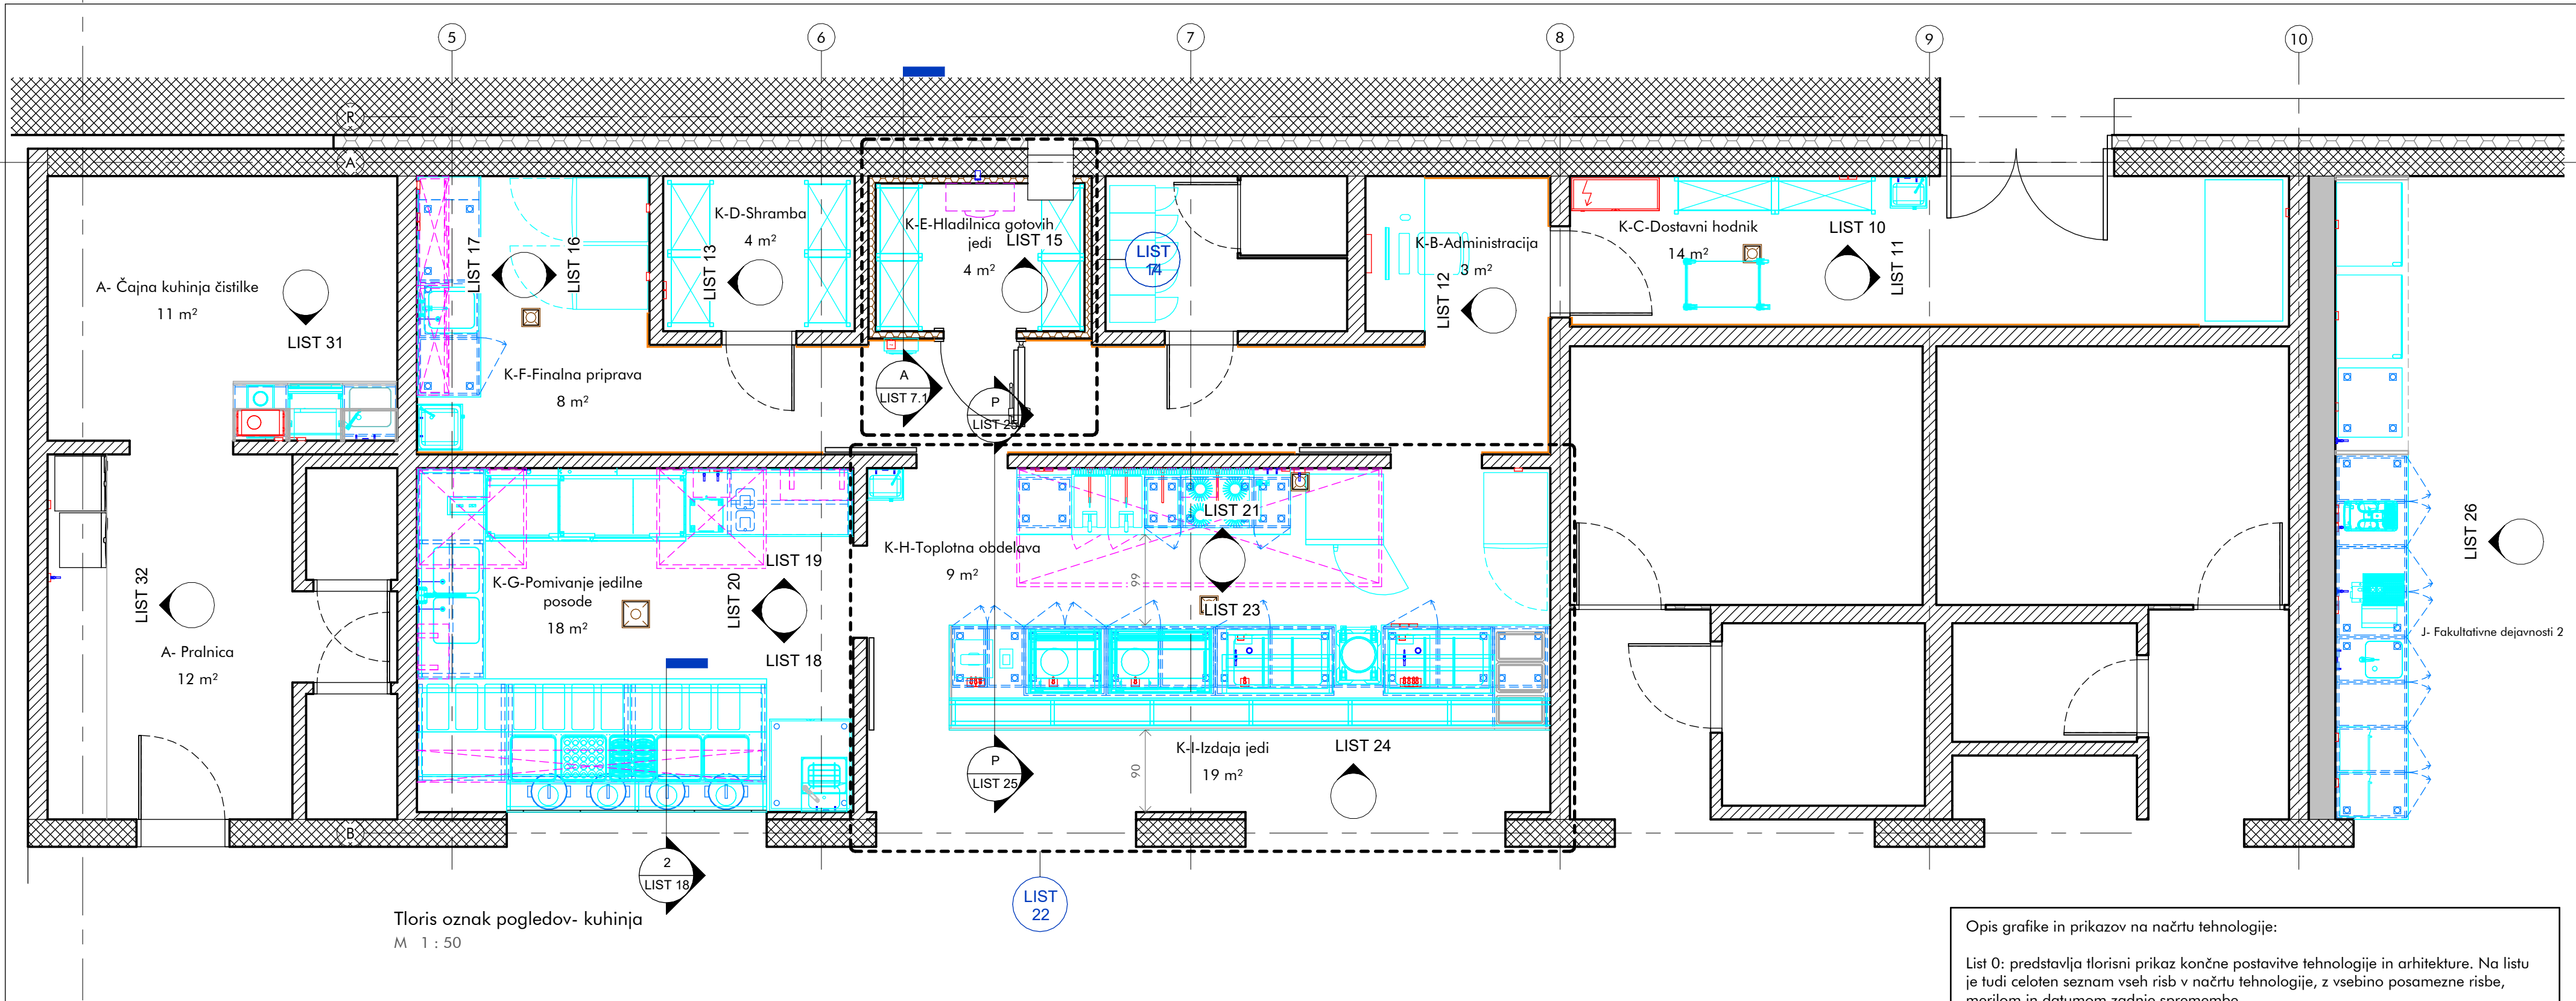 5
6
7
8
9
10
R
A
K-D-Shramba
4 m²
K-E-Hladilnica gotovih
jedi
4 m²
LIST 15
LIST 17
LIST 16
LIST 13
LIST
K-B-Administracija
3 m²
LIST 12
K-C-Dostavni hodnik
14 m²
LIST 10
LIST 11
A- Čajna kuhinja čistilke
11 m²
LIST 31
K-F-Finalna priprava
8 m²
A
LIST 7.1
P
LIST 25
LIST 21
LIST 26
K-H-Toplotna obdelava
9 m²
99
LIST 23
LIST 32
K-G-Pomivanje jedilne
posode
18 m²
LIST 19
LIST 20
LIST 18
A- Pralnica
12 m²
J- Fakultativne dejavnosti 2
K-I-Izdaja jedi
19 m²
LIST 24
90
P
LIST 25
B
2
LIST 18
LIST
22
Tloris oznak pogledov- kuhinja
M 1 : 50
Opis grafike in prikazov na načrtu tehnologije:
List 0: predstavlja tlorisni prikaz končne postavitve tehnologije in arhitekture. Na listu
je tudi celoten seznam vseh risb v načrtu tehnologije, z vsebino posamezne risbe,
merilom in datumom zadnje spremembe.